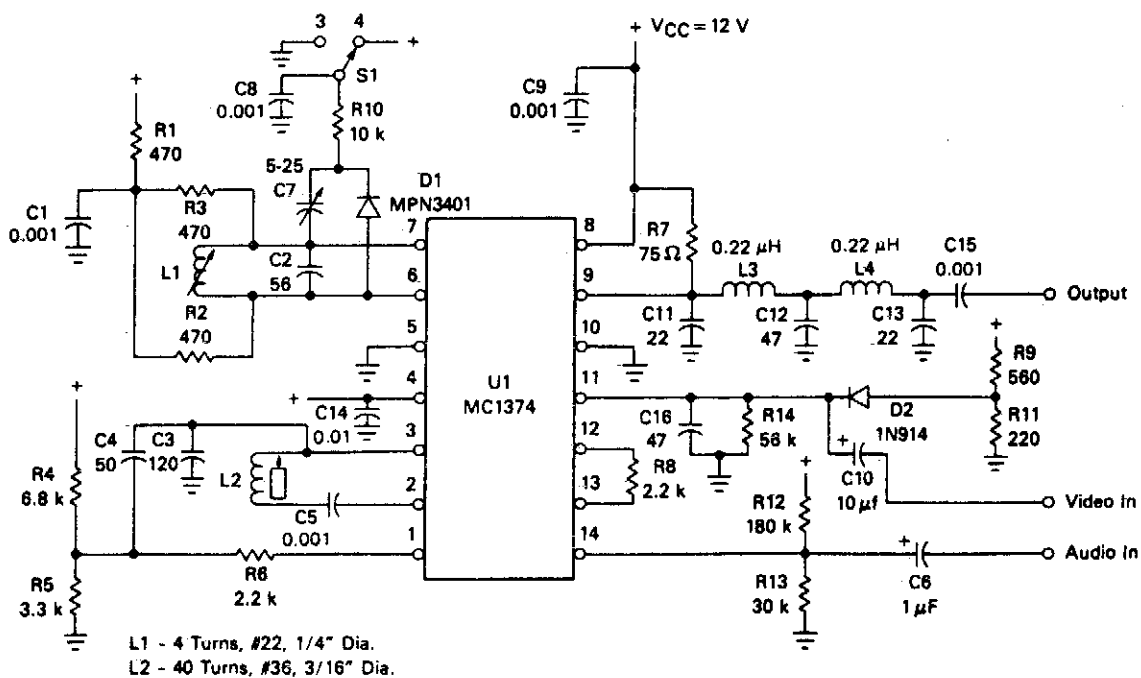 3
4
+
+ VCC = 12 V
S1
+
C8
0.001
R10
10 k
C9
0.001
R1
470
5-25
C7
D1
MPN3401
C1
0.001
R3
470
7
8
R7
75 Ω
0.22 µH
L3
0.22 µH
L4
C15
0.001
L1
C2
56
6
9
Output
R2
470
C11
22
C12
47
C13
22
5
10
+
R9
560
U1
MC1374
4
11
+
C14
0.01
D2
1N914
R11
220
+
C4
50
C3
120
3
12
C16
47
R14
56 k
L2
R8
2.2 k
+
C10
10 µf
R4
6.8 k
2
13
+
C5
0.001
R12
180 k
Video In
1
14
+
Audio In
R5
3.3 k
R6
2.2 k
R13
30 k
C6
1 µF
L1 - 4 Turns, #22, 1/4" Dia.
L2 - 40 Turns, #36, 3/16" Dia.